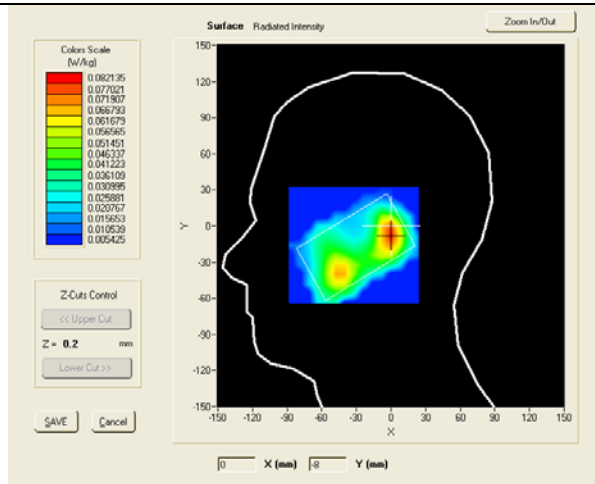 Surface Radiated Intensity
Zoom In/Out
Colors Scale
(W/kg)
0.082135
0.077021
0.071907
0.066793
0.061679
0.056565
0.051451
0.046337
0.041223
0.036109
0.030995
0.025881
0.020767
0.015653
0.010539
0.005425
Z-Cuts Control
<< Upper Cut
Z = 0.2 mm
Lower Cut >>
SAVE Cancel
150-
120-
90-
60-
30-
0-
-30-
-60-
-90-
-120-
-150-
Y
-150 -120 -90 -60 -30 0 30 60 90 120 150
X
0 X (mm) -8 Y (mm)